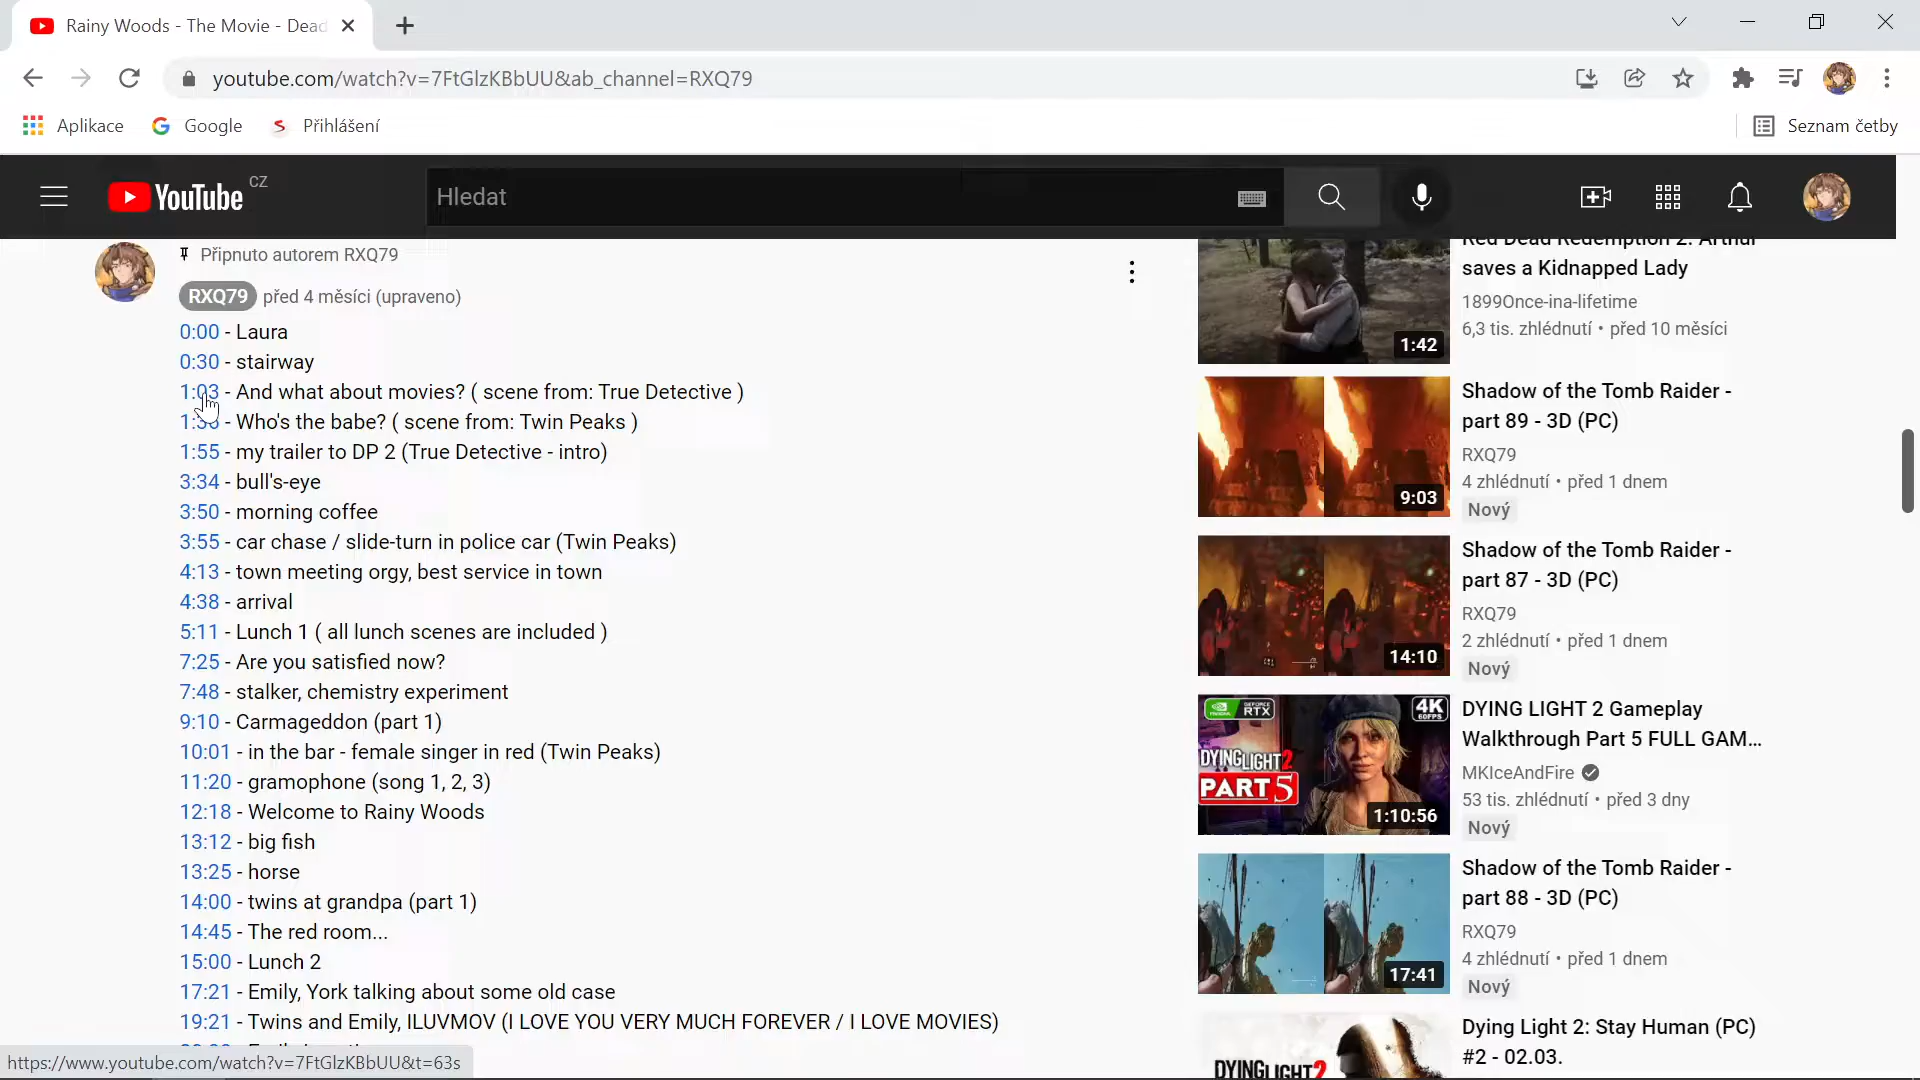 Rainy Woods - The Movie - Dead
youtube.com/watch?v=7FtGlzKBbUU&ab_channel=RXQ79
Aplikace
Google
Přihlášení
Seznam četby
YouTube CZ
Hledat
Připnuto autorem RXQ79
RXQ79 před 4 měsíci (upraveno)
0:00 - Laura
0:30 - stairway
1:03 - And what about movies? ( scene from: True Detective )
- Who's the babe? ( scene from: Twin Peaks )
1:55 - my trailer to DP 2 (True Detective - intro)
3:34 - bull's-eye
3:50 - morning coffee
3:55 - car chase / slide-turn in police car (Twin Peaks)
4:13 - town meeting orgy, best service in town
4:38 - arrival
5:11 - Lunch 1 ( all lunch scenes are included )
7:25 - Are you satisfied now?
7:48 - stalker, chemistry experiment
9:10 - Carmageddon (part 1)
10:01 - in the bar - female singer in red (Twin Peaks)
11:20 - gramophone (song 1, 2, 3)
12:18 - Welcome to Rainy Woods
13:12 - big fish
13:25 - horse
14:00 - twins at grandpa (part 1)
14:45 - The red room...
15:00 - Lunch 2
17:21 - Emily, York talking about some old case
19:21 - Twins and Emily, ILUVMOV (I LOVE YOU VERY MUCH FOREVER / I LOVE MOVIES)
https://www.youtube.com/watch?v=7FtGlzKBbUU&t=63s
Red Dead Redemption 2: Arthur
saves a Kidnapped Lady
1899Once-ina-lifetime
6,3 tis. zhlédnutí • před 10 měsíci
1:42
Shadow of the Tomb Raider -
part 89 - 3D (PC)
RXQ79
4 zhlédnutí • před 1 dnem
Nový
9:03
Shadow of the Tomb Raider -
part 87 - 3D (PC)
RXQ79
2 zhlédnutí • před 1 dnem
Nový
14:10
GEFORCE
RTX
4K
60FPS
DYING LIGHT 2
PART 5
1:10:56
DYING LIGHT 2 Gameplay
Walkthrough Part 5 FULL GAM...
MKIceAndFire
53 tis. zhlédnutí • před 3 dny
Nový
Shadow of the Tomb Raider -
part 88 - 3D (PC)
RXQ79
4 zhlédnutí • před 1 dnem
Nový
17:41
DYING LIGHT 2
Dying Light 2: Stay Human (PC)
#2 - 02.03.